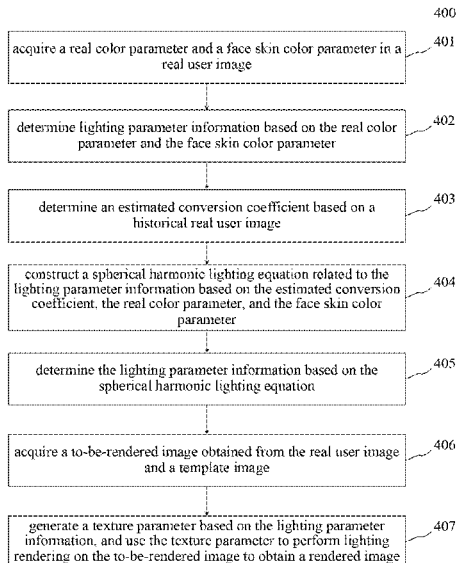 400
acquire a real color parameter and a face skin color parameter in a
real user image
401
determine lighting parameter information based on the real color
parameter and the face skin color parameter
402
determine an estimated conversion coefficient based on a
historical real user image
403
construct a spherical harmonic lighting equation related to the
lighting parameter information based on the estimated conversion
coefficient, the real color parameter, and the face skin color
parameter
404
determine the lighting parameter information based on the
spherical harmonic lighting equation
405
acquire a to-be-rendered image obtained from the real user image
and a template image
406
generate a texture parameter based on the lighting parameter
information, and use the texture parameter to perform lighting
rendering on the to-be-rendered image to obtain a rendered image
407